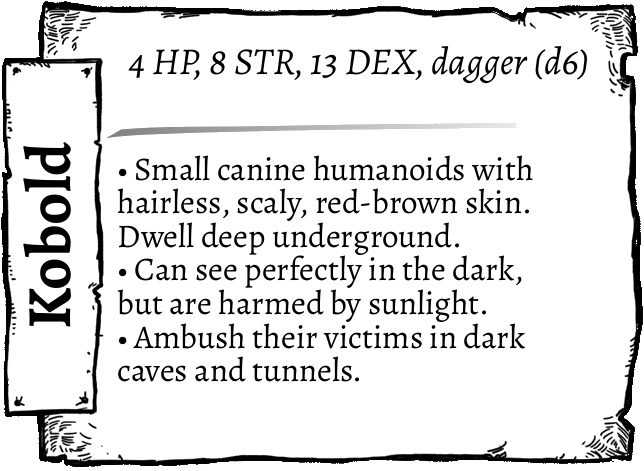 4 HP, 8 STR, 13 DEX, dagger (d6)
Kobold
• Small canine humanoids with
hairless, scaly, red-brown skin.
Dwell deep underground.
• Can see perfectly in the dark,
but are harmed by sunlight.
• Ambush their victims in dark
caves and tunnels.